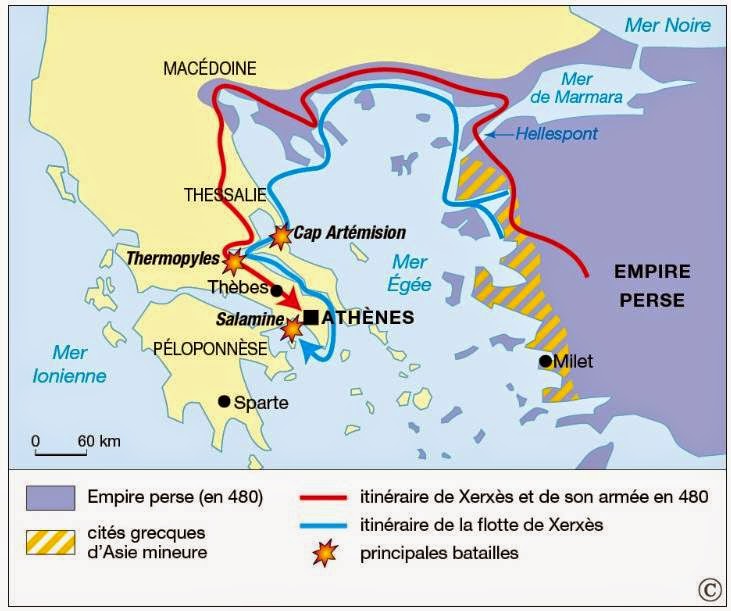 Mer Noire
MACÉDOINE
Mer
de Marmara
Hellespont
THESSALIE
Cap Artémision
Thermopyles
Mer
Égée
EMPIRE
PERSE
Thèbes
Salamine
ATHÈNES
PÉLOPONNÈSE
Mer
Ionienne
Milet
Sparte
0 60 km
Empire perse (en 480)
cités grecques
d'Asie mineure
itinéraire de Xerxès et de son armée en 480
itinéraire de la flotte de Xerxès
principales batailles
©